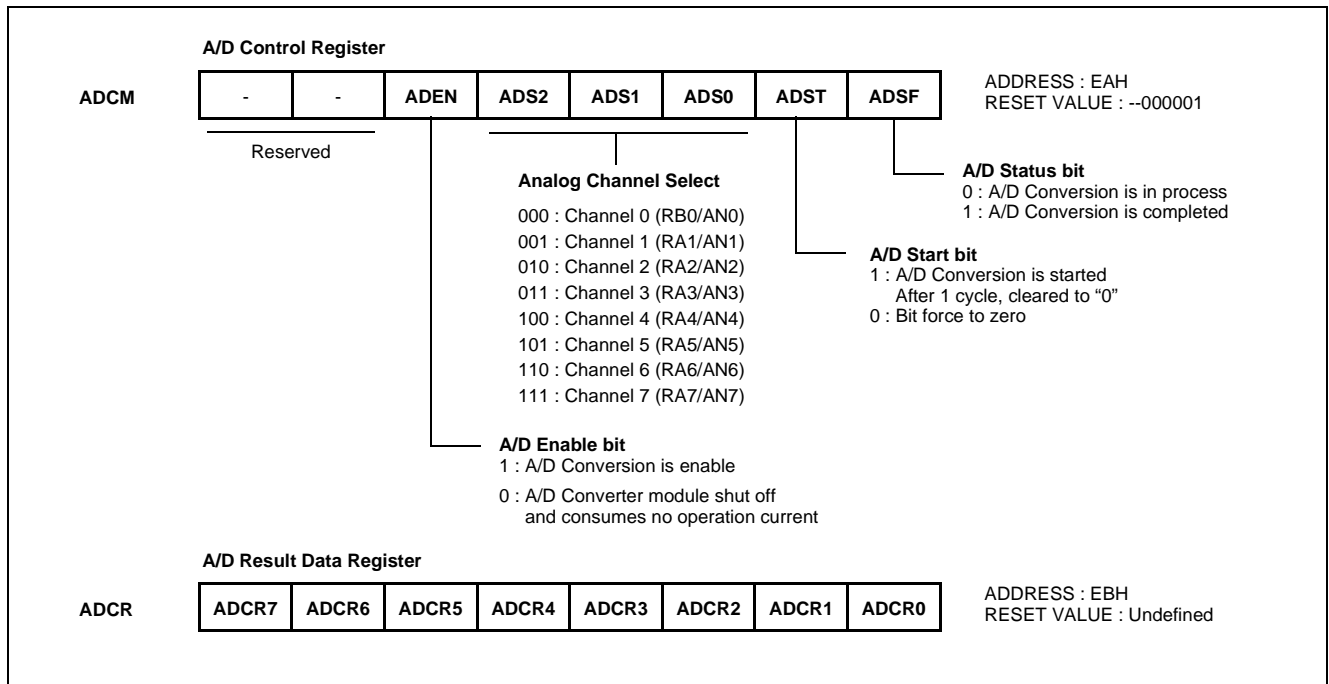 A/D Control Register
ADCM - - ADEN ADS2 ADS1 ADS0 ADST ADSF
ADDRESS : EAH
RESET VALUE : --000001
Reserved
Analog Channel Select
000 : Channel 0 (RB0/AN0)
001 : Channel 1 (RA1/AN1)
010 : Channel 2 (RA2/AN2)
011 : Channel 3 (RA3/AN3)
100 : Channel 4 (RA4/AN4)
101 : Channel 5 (RA5/AN5)
110 : Channel 6 (RA6/AN6)
111 : Channel 7 (RA7/AN7)
A/D Status bit
0 : A/D Conversion is in process
1 : A/D Conversion is completed
A/D Start bit
1 : A/D Conversion is started
After 1 cycle, cleared to “0”
0 : Bit force to zero
A/D Enable bit
1 : A/D Conversion is enable
0 : A/D Converter module shut off
and consumes no operation current
A/D Result Data Register
ADCR ADCR7 ADCR6 ADCR5 ADCR4 ADCR3 ADCR2 ADCR1 ADCR0
ADDRESS : EBH
RESET VALUE : Undefined